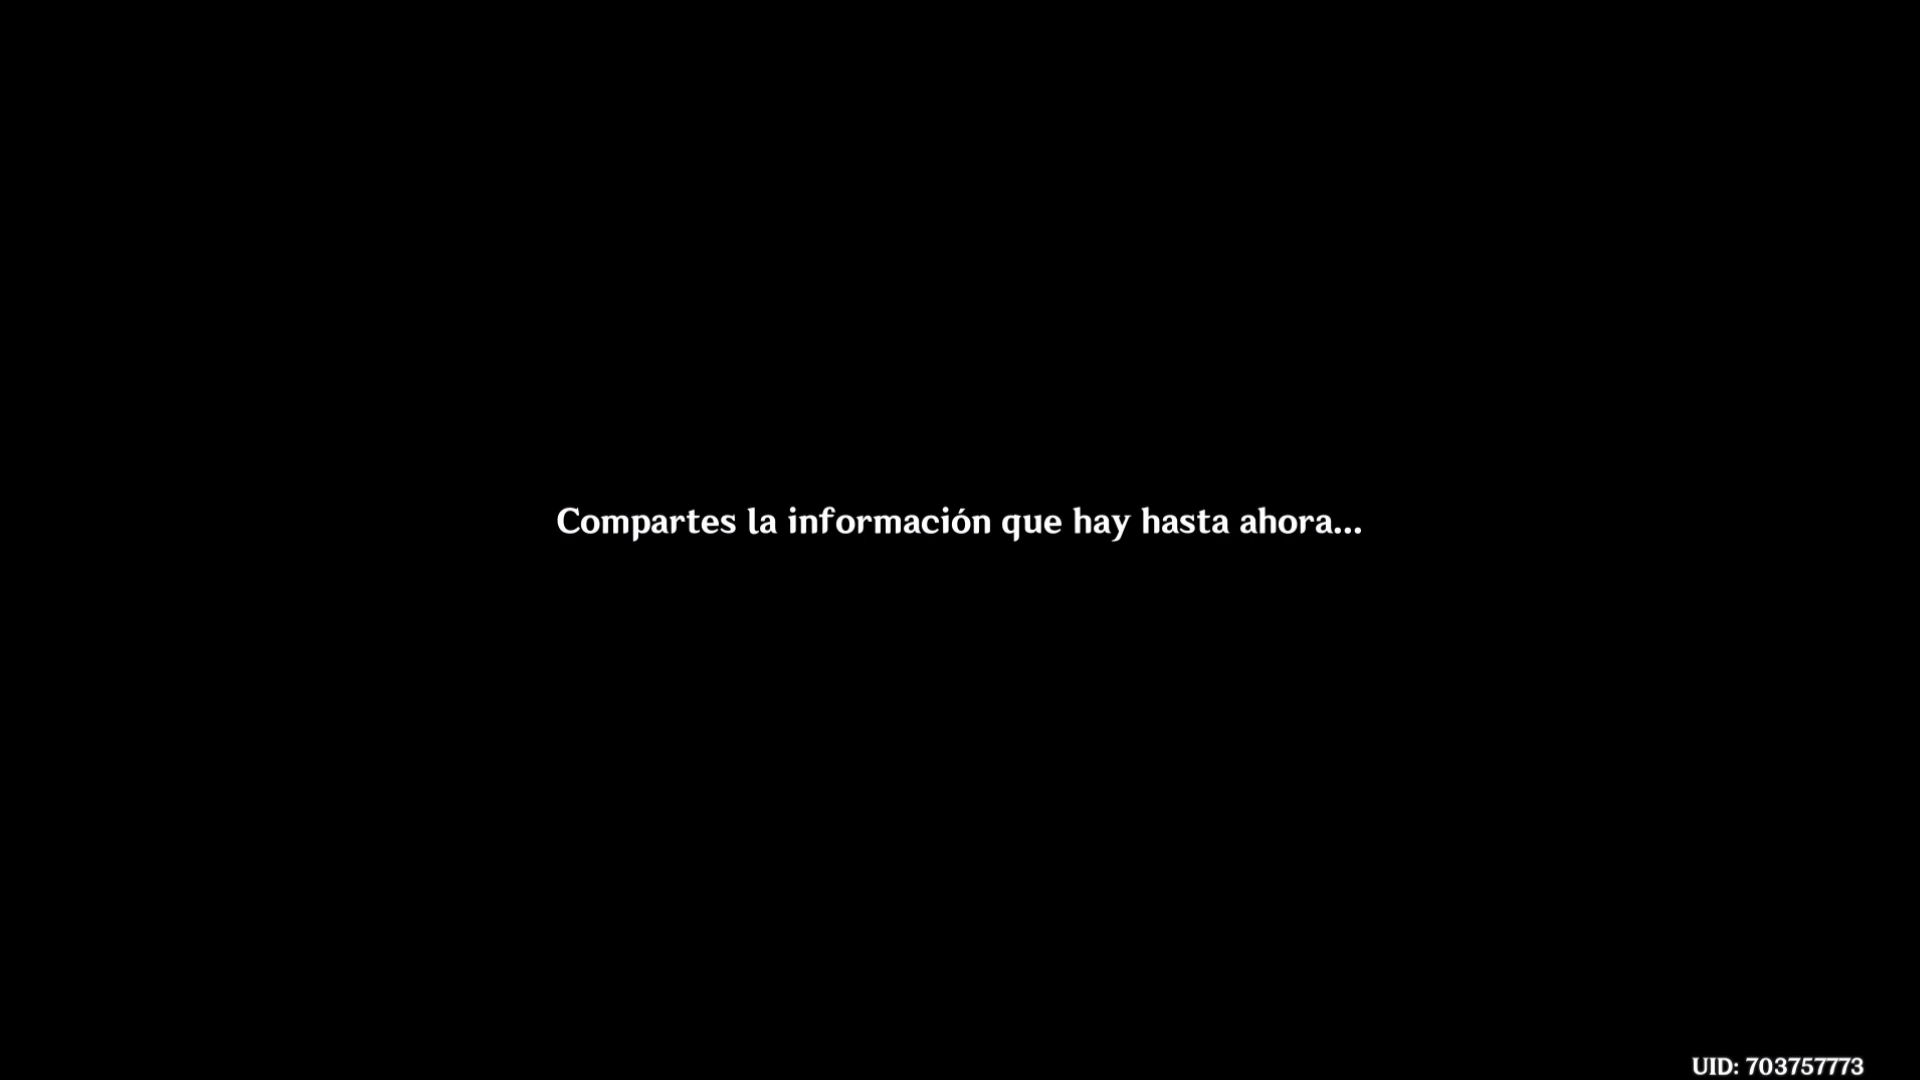 Compartes la información que hay hasta ahora...
UID: 703757773